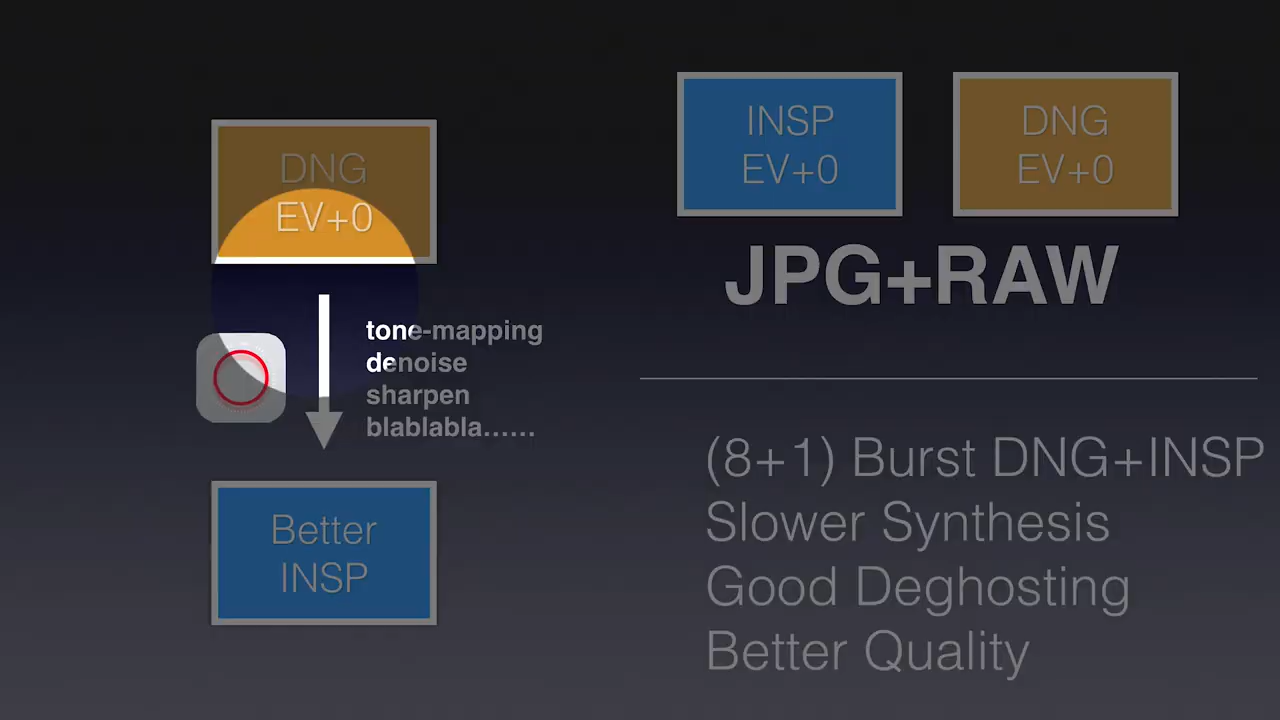 DNG
EV+0
tone-mapping
denoise
sharpen
blablabla......
Better
INSP
INSP
EV+0
DNG
EV+0
JPG+RAW
(8+1) Burst DNG+INSP
Slower Synthesis
Good Deghosting
Better Quality